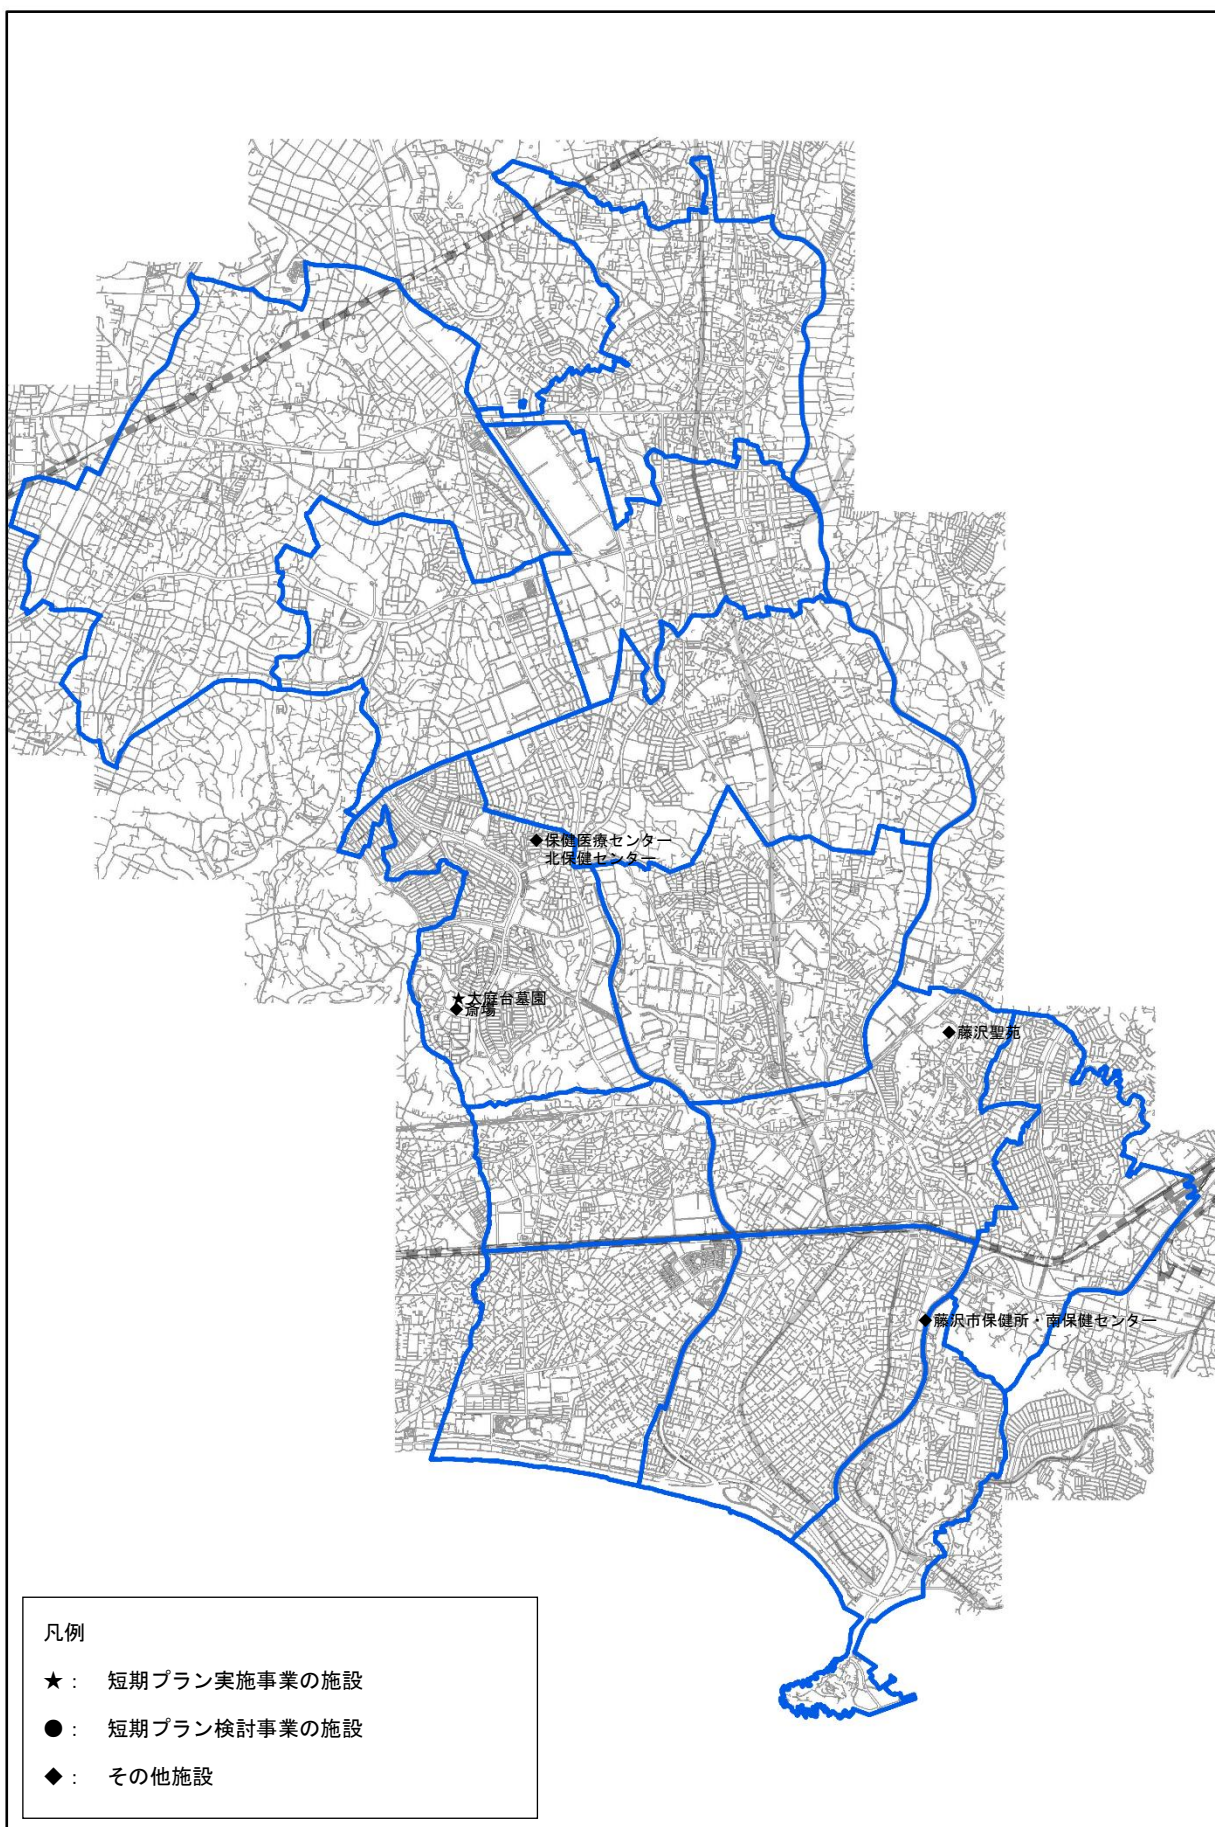 ◆保健医療センター
北保健センター
★大庭台墓園
◆斎場
◆藤沢聖苑
◆藤沢市保健所・南保健センター
凡例
★： 短期プラン実施事業の施設
●： 短期プラン検討事業の施設
◆： その他施設